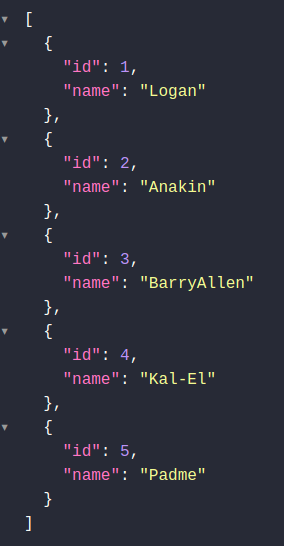 [
  {
    "id": 1,
    "name": "Logan"
  },
  {
    "id": 2,
    "name": "Anakin"
  },
  {
    "id": 3,
    "name": "BarryAllen"
  },
  {
    "id": 4,
    "name": "Kal-El"
  },
  {
    "id": 5,
    "name": "Padme"
  }
]